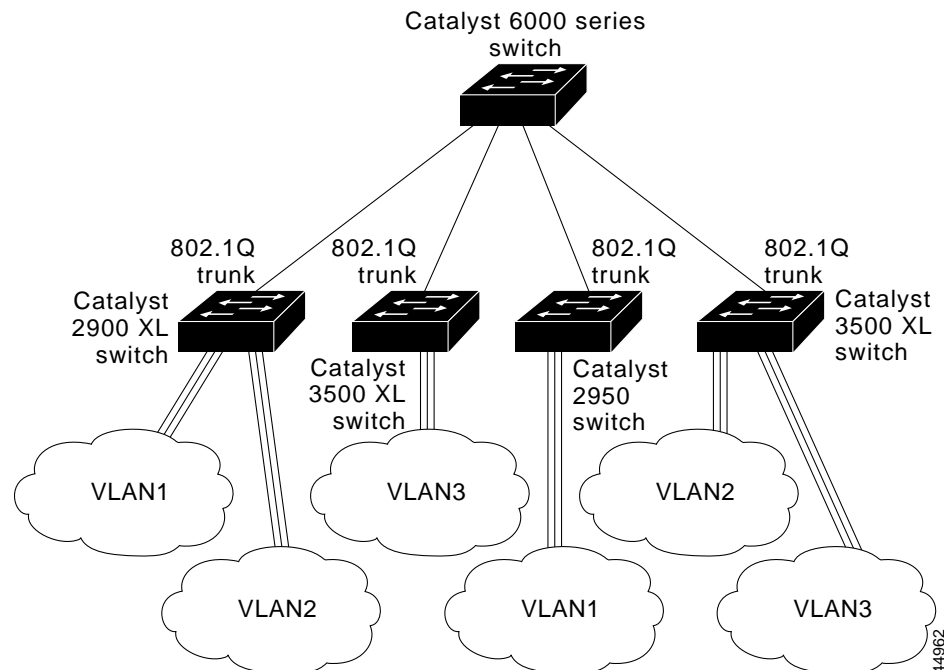 Catalyst 6000 series
switch
802.1Q
trunk
802.1Q
trunk
802.1Q
trunk
802.1Q
trunk
Catalyst
2900 XL
switch
Catalyst
3500 XL
switch
Catalyst
2950
switch
Catalyst
3500 XL
switch
VLAN1
VLAN3
VLAN2
VLAN2
VLAN1
VLAN3
44962